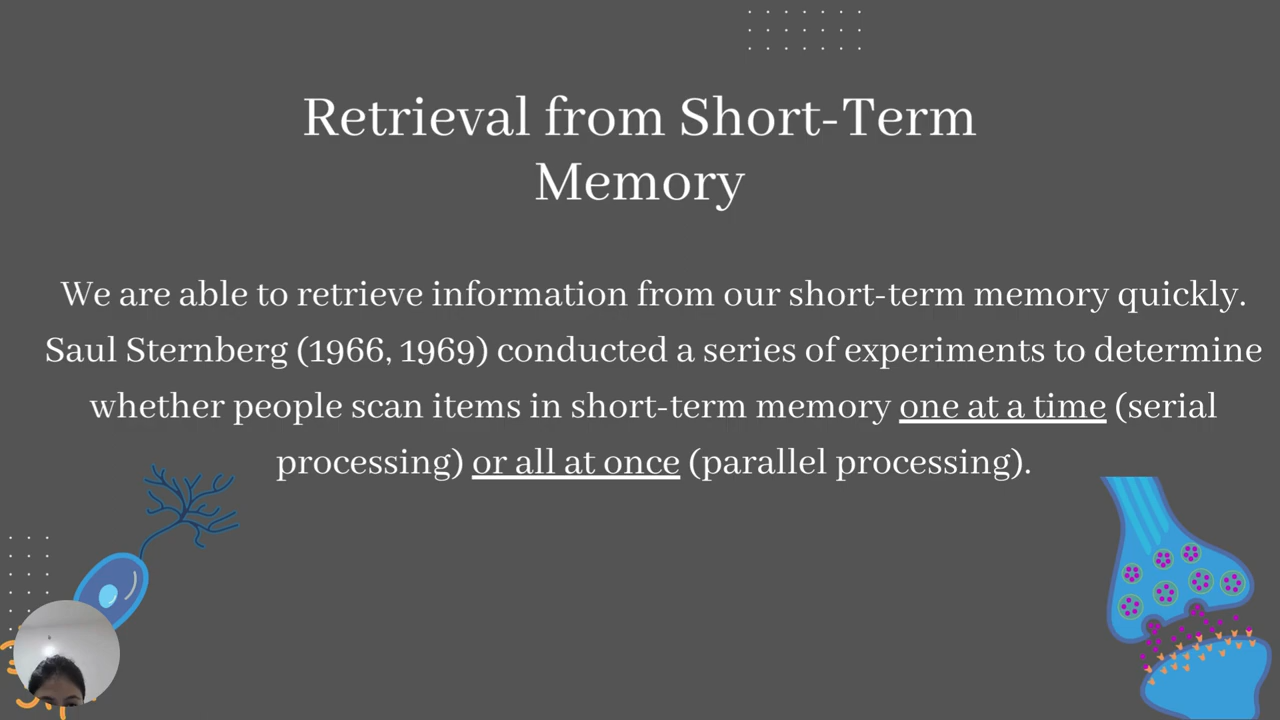 Retrieval from Short-Term
Memory
We are able to retrieve information from our short-term memory quickly.
Saul Sternberg (1966, 1969) conducted a series of experiments to determine
whether people scan items in short-term memory one at a time (serial
processing) or all at once (parallel processing).